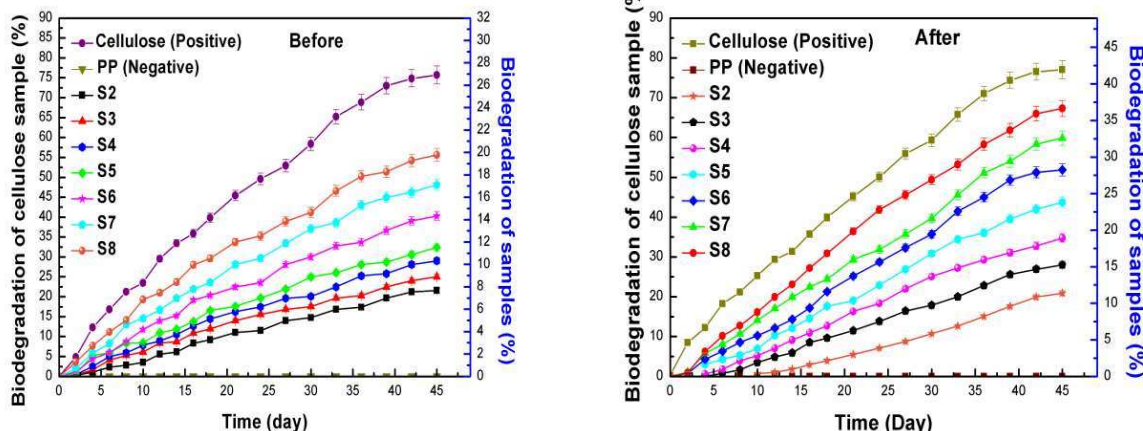 Before
Cellulose (Positive)
PP (Negative)
S2
S3
S4
S5
S6
S7
S8
Biodegradation of cellulose sample (%)
90
85
80
75
70
65
60
55
50
45
40
35
30
25
20
15
10
5
0
32
30
28
26
24
22
20
18
16
14
12
10
8
6
4
2
0
Biodegradation of samples (%)
0 5 10 15 20 25 30 35 40 45
Time (day)
After
Cellulose (Positive)
PP (Negative)
S2
S3
S4
S5
S6
S7
S8
Biodegradation of cellulose sample (%)
90
80
70
60
50
40
30
20
10
0
45
40
35
30
25
20
15
10
5
0
Biodegradation of samples (%)
0 5 10 15 20 25 30 35 40 45
Time (Day)